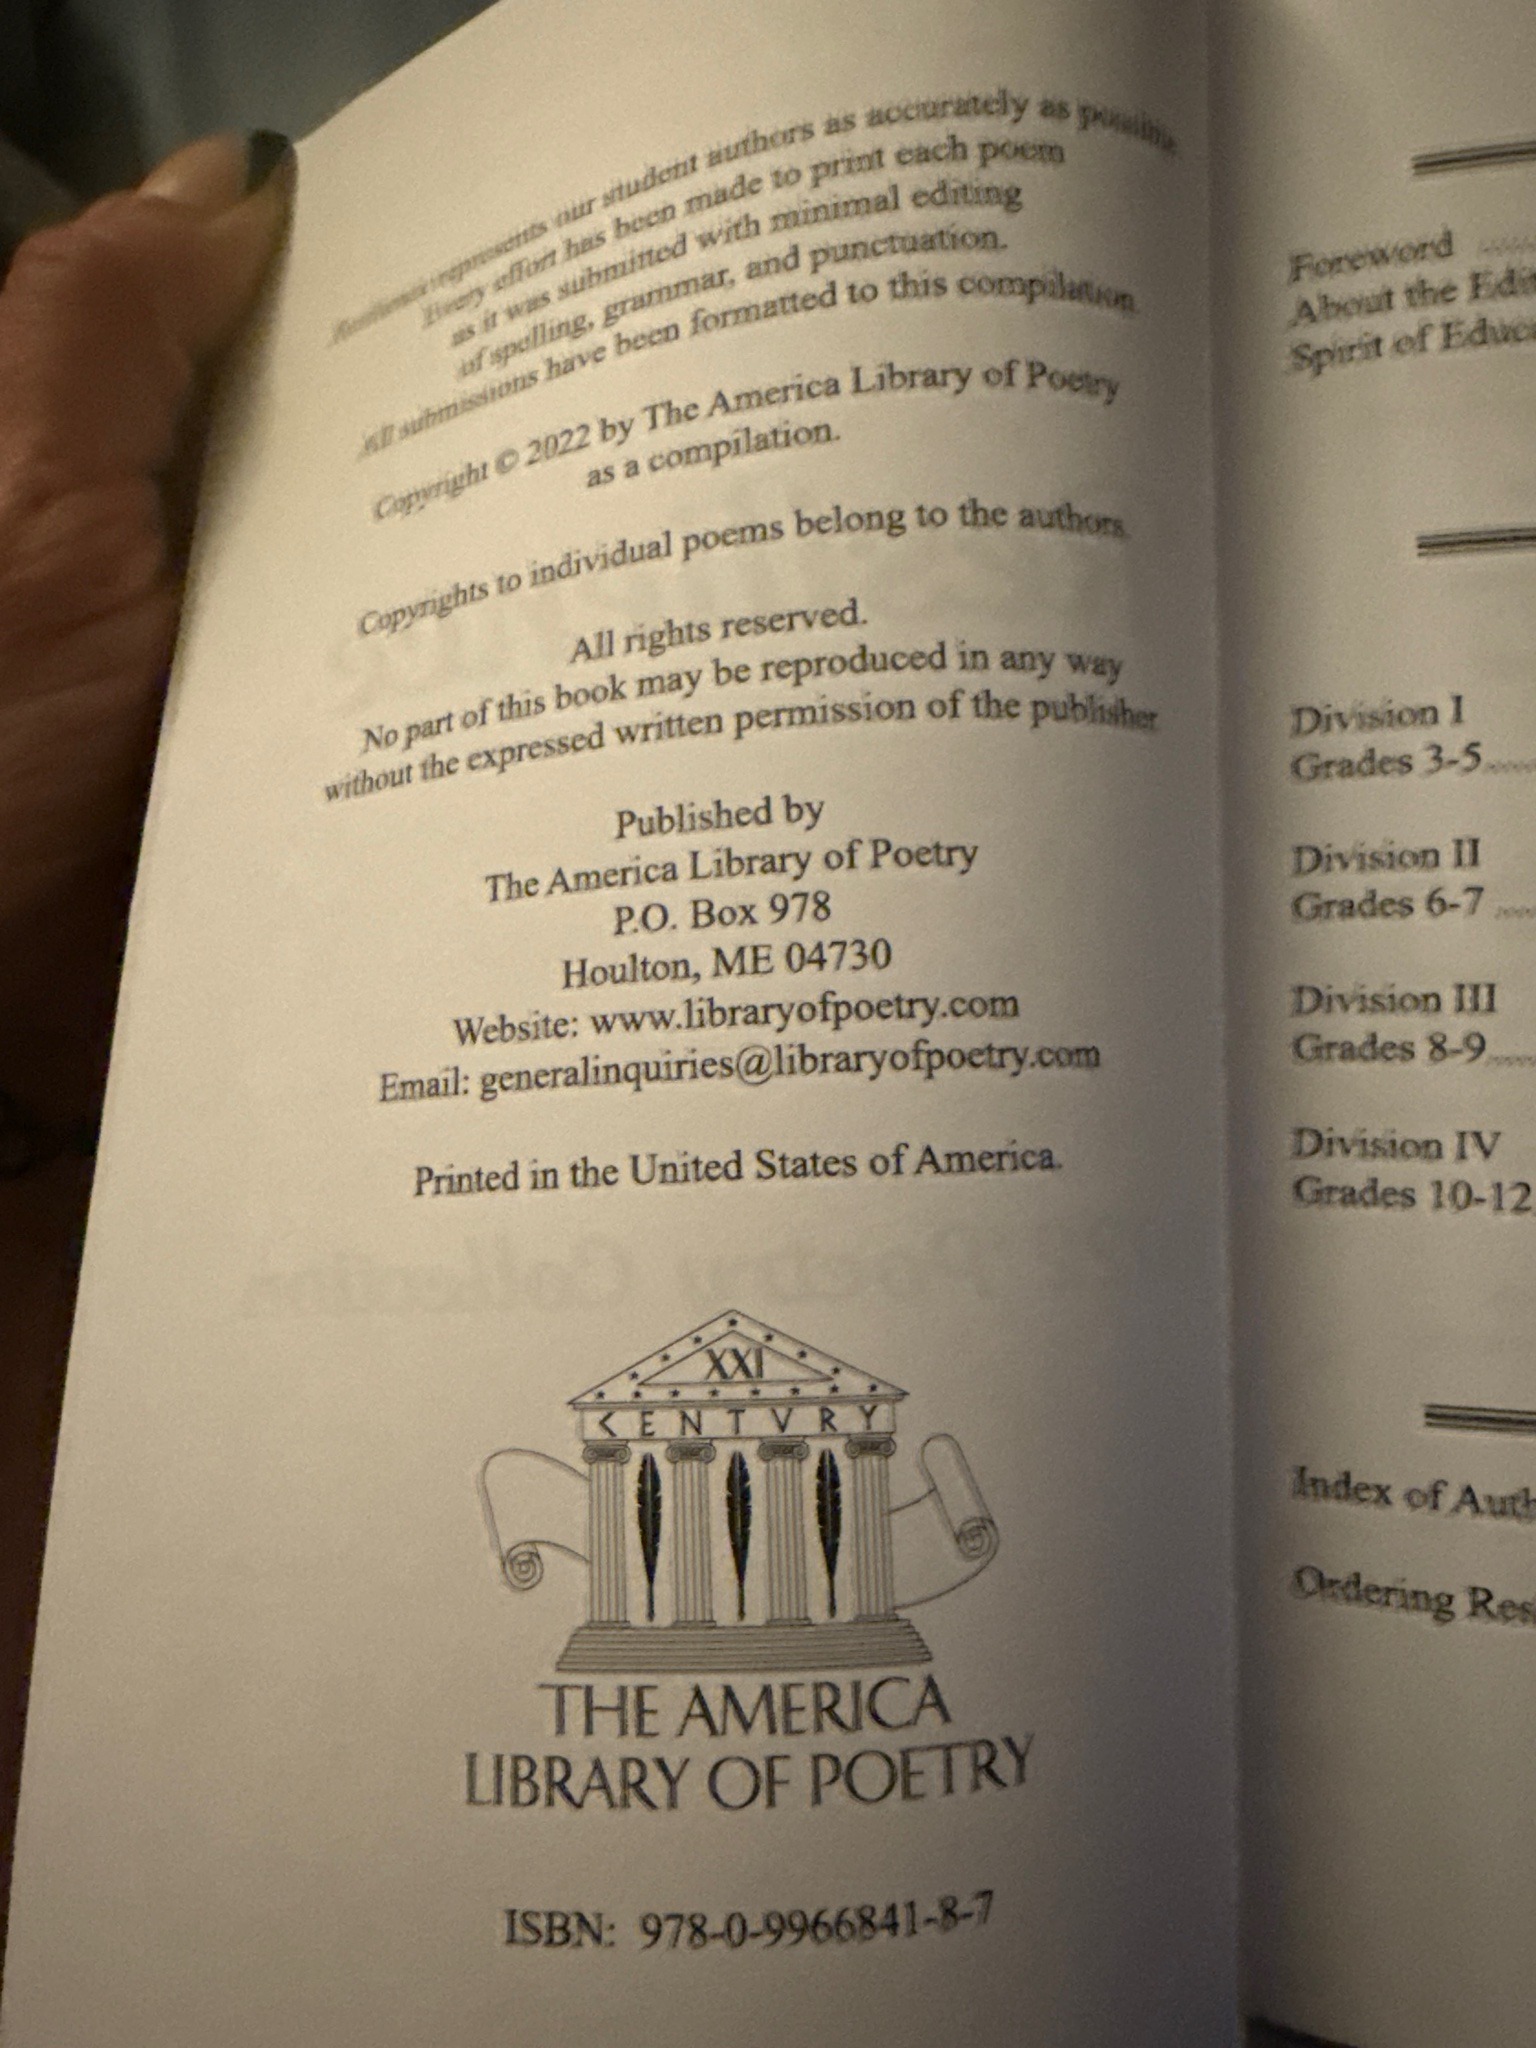 represents our student authors as accurately as possible
Every effort has been made to print each poem
as it was submitted with minimal editing
of spelling, grammar, and punctuation.
All submissions have been formatted to this compilation
Copyright © 2022 by The America Library of Poetry
as a compilation.
Copyrights to individual poems belong to the authors
All rights reserved.
No part of this book may be reproduced in any way
without the expressed written permission of the publisher
Published by
The America Library of Poetry
P.O. Box 978
Houlton, ME 04730
Website: www.libraryofpoetry.com
Email: generalinquiries@libraryofpoetry.com
Printed in the United States of America.
XXI
CENTVRY
THE AMERICA
LIBRARY OF POETRY
ISBN: 978-0-9966841-8-7
Foreword
About the Edit
Spirit of Educa
Division I
Grades 3-5
Division II
Grades 6-7
Division III
Grades 8-9
Division IV
Grades 10-12
Index of Auth
Ordering Res